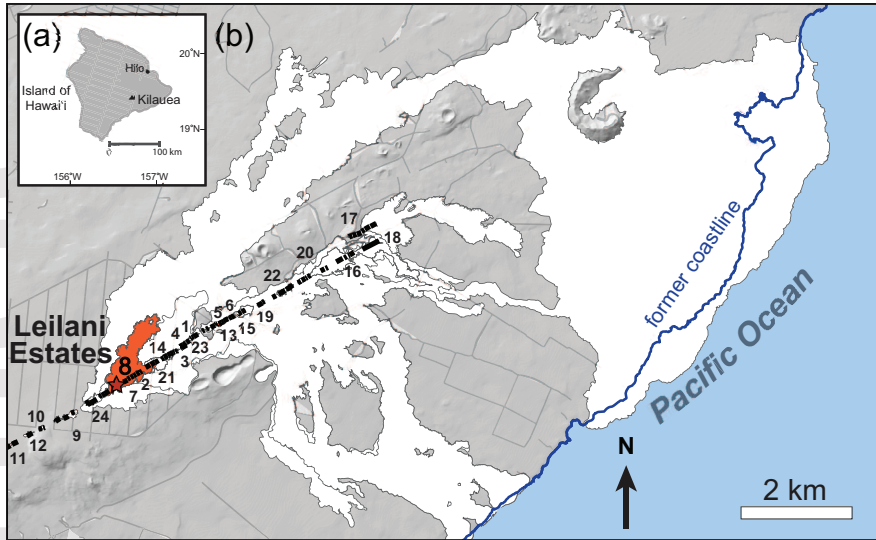 (a)
(b)
20°N
Hilo
Island of
Hawai'i
Kilauea
19°N
0
100 km
156°W
157°W
17
18
20
16
22
6
5
19
1
15
4
13
Leilani
Estates
14
23
3
8
21
2
7
24
10
9
12
11
former coastline
Pacific Ocean
N
2 km